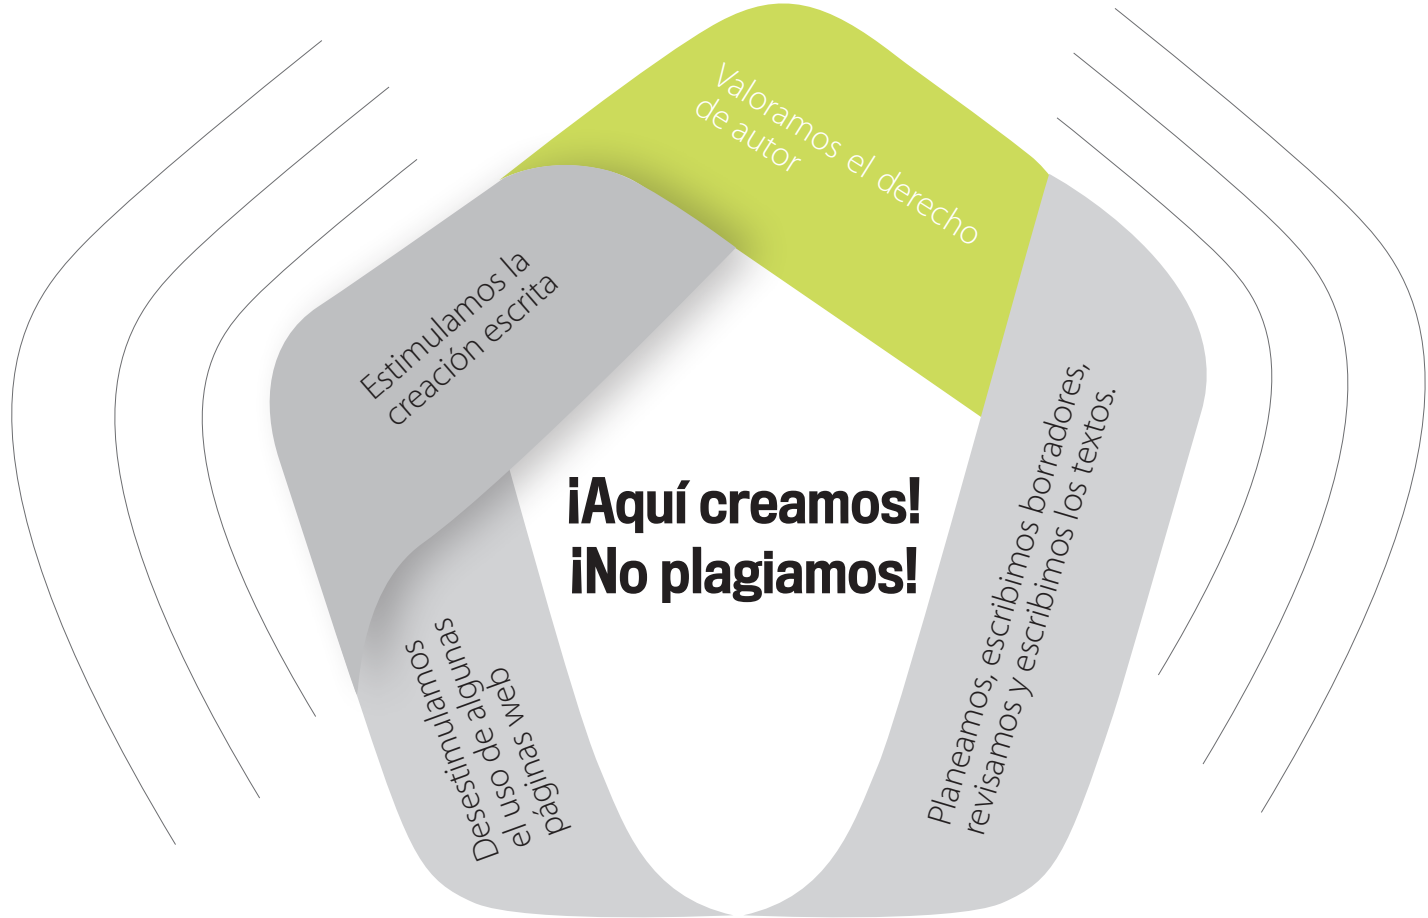 Valoramos el derecho
de autor
Estimulamos la
creación escrita
¡Aquí creamos!
¡No plagiamos!
Desestimulamos
el uso de algunas
páginas web
Planeamos, escribimos borradores,
revisamos y escribimos los textos.